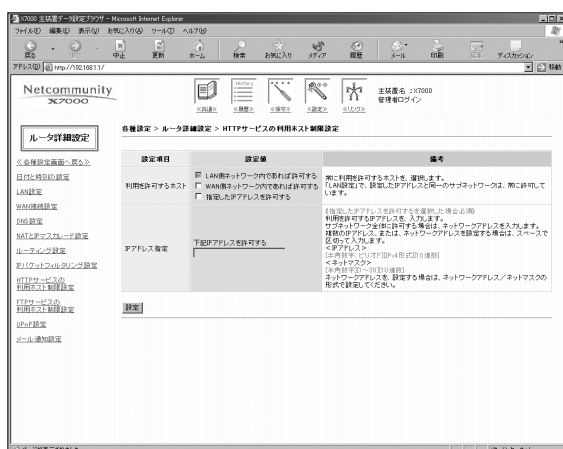 X7000 主装置データ設定ブラウザ - Microsoft Internet Explorer
ファイル(F) 編集(E) 表示(V) お気に入り(A) ツール(T) ヘルプ(H)
戻る 中止 更新 ホーム 検索 お気に入り メディア 履歴 メール 印刷 ディスカッション
アドレス(D) http://192.168.1.1/ 移動
Netcommunity
X7000
History
≪共通≫ ≪履歴≫ ≪保守≫ ≪設定≫ ≪リンク≫
主装置名 :X7000
管理者ログイン
ルータ詳細設定
≪各種設定画面へ戻る≫
日付と時刻の設定
LAN設定
WAN接続設定
DNS設定
NATとIPマスカレード設定
ルーティング設定
IPパケットフィルタリング設定
HTTPサービスの
利用ホスト制限設定
FTPサービスの
利用ホスト制限設定
UPnP設定
メール通知設定
各種設定 > ルータ詳細設定 > HTTPサービスの利用ホスト制限設定
設定項目 設定値 備考
利用を許可するホスト
LAN側ネットワーク内であれば許可する
WAN側ネットワーク内であれば許可する
指定したIPアドレスを許可する
常に利用を許可するホストを、選択します。
「LAN設定」で、設定したIPアドレスと同一のサブネットワークは、常に許可しています。
IPアドレス指定
下記IPアドレスを許可する
[指定したIPアドレスを許可するを選択した場合必須]
利用を許可するIPアドレスを、入力します。
サブネットワーク全体に許可する場合は、ネットワークアドレスを入力します。
複数のIPアドレス、または、ネットワークアドレスを設定する場合は、スペースで
区切って入力します。
<IPアドレス>
[半角数字,ピリオド][IPv4形式][10進数]
<ネットマスク>
[半角数字][1~30][10進数]
ネットワークアドレスを、設定する場合は、ネットワークアドレス/ネットマスクの
形式で設定してください。
設定